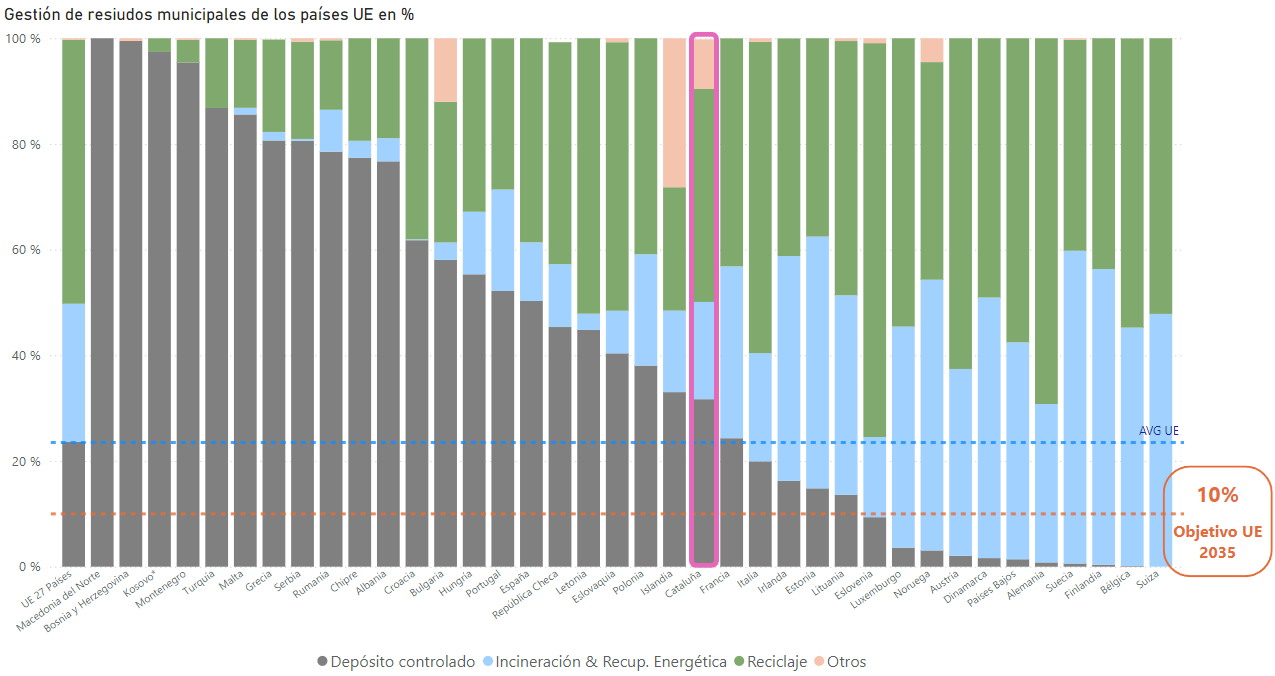 Gestión de resiudos municipales de los países UE en %
100 %
80 %
60 %
40 %
20 %
0 %
AVG UE
10%
Objetivo UE
2035
UE 27 Países
Macedonia del Norte
Bosnia y Herzegovina
Kosovo*
Montenegro
Turquia
Malta
Grecia
Serbia
Rumania
Chipre
Albania
Croacia
Bulgaria
Hungría
Portugal
España
República Checa
Letonia
Eslovaquia
Polonia
Islandia
Cataluña
Francia
Italia
Irlanda
Estonia
Lituania
Eslovenia
Luxemburgo
Noruega
Austria
Dinamarca
Países Bajos
Alemania
Suecia
Finlandia
Bélgica
Suiza
Depósito controlado Incineración & Recup. Energética Reciclaje Otros